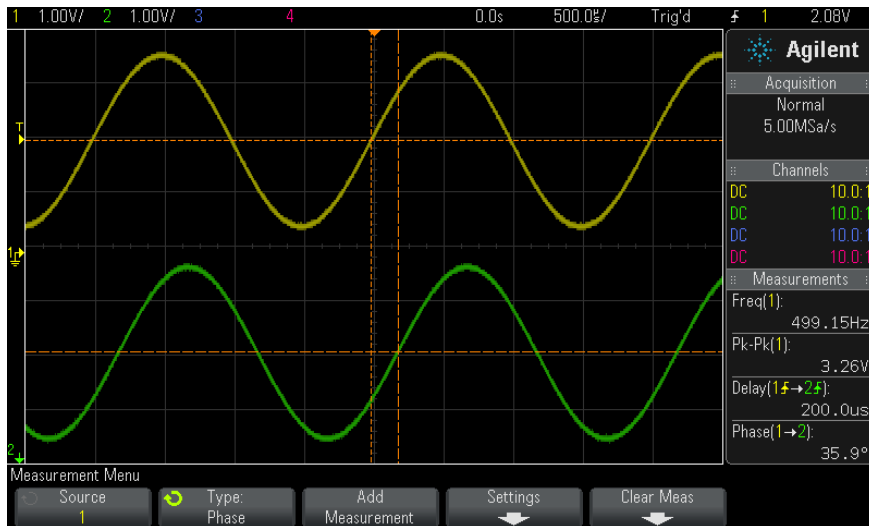 1 1.00V/ 2 1.00V/ 3 4 0.0s 500.0㎲/ Trig'd 1 2.08V
Agilent
Acquisition
Normal
5.00MSa/s
Channels
DC 10.0:1
DC 10.0:1
DC 10.0:1
DC 10.0:1
Measurements
Freq(1):
499.15Hz
Pk-Pk(1):
3.26V
Delay(1→2):
200.0us
Phase(1→2):
35.9°
T
1
2
Measurement Menu
Source
1
Type:
Phase
Add
Measurement
Settings
Clear Meas